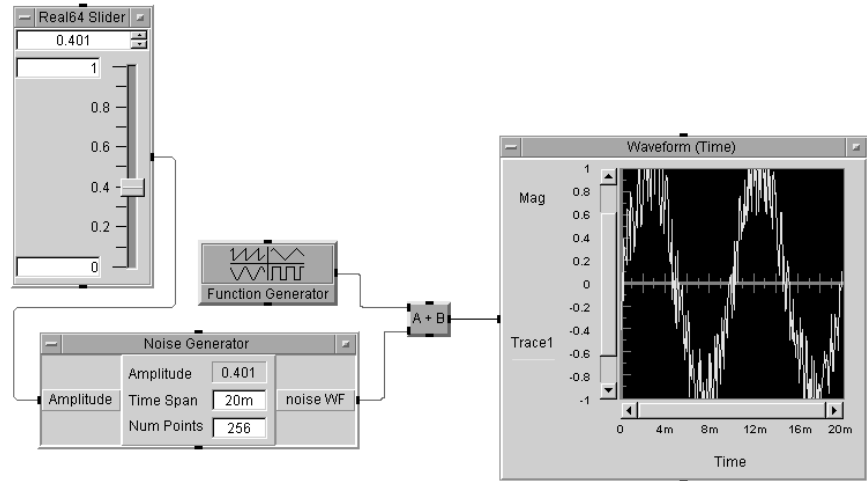 Real64 Slider
0.401
1
0.8
0.6
0.4
0.2
0
Function Generator
A + B
Noise Generator
Amplitude
Amplitude 0.401
Time Span 20m
Num Points 256
noise WF
Waveform (Time)
Mag
Trace1
1
0.8
0.6
0.4
0.2
0
-0.2
-0.4
-0.6
-0.8
-1
0 4m 8m 12m 16m 20m
Time